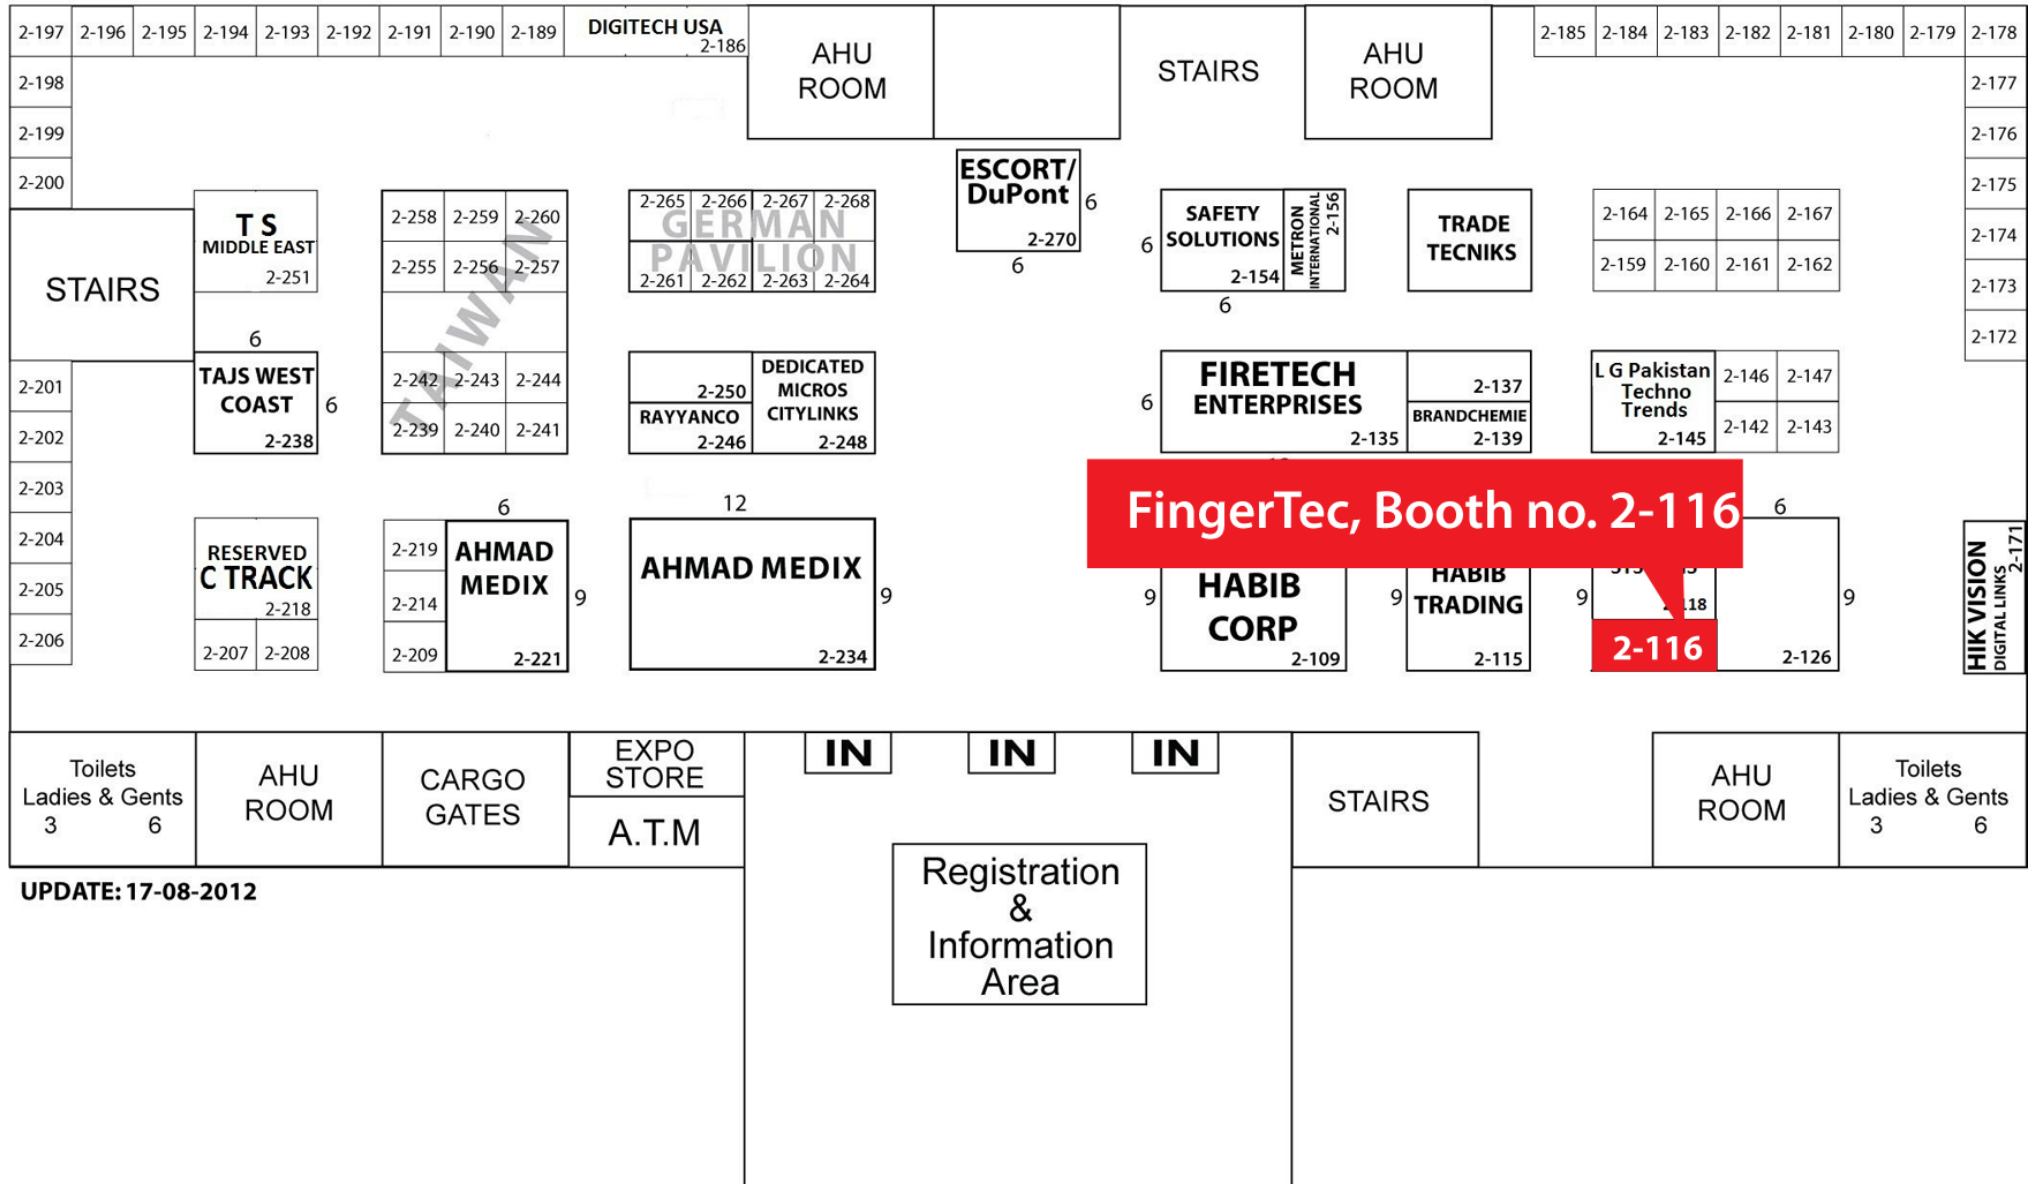 2-197 2-196 2-195 2-194 2-193 2-192 2-191 2-190 2-189 DIGITECH USA 2-186
AHU ROOM
STAIRS
AHU ROOM
2-185 2-184 2-183 2-182 2-181 2-180 2-179 2-178
2-198
2-199
2-200
2-177
2-176
2-175
2-174
2-173
2-172
STAIRS
T S
MIDDLE EAST
2-251
6
2-258 2-259 2-260
2-255 2-256 2-257
TAIWAN
2-242 2-243 2-244
2-239 2-240 2-241
2-265 2-266 2-267 2-268
GERMAN
PAVILION
2-261 2-262 2-263 2-264
ESCORT/
DuPont
2-270
6
6
6
SAFETY
SOLUTIONS
2-154
6
METRON
INTERNATIONAL
2-156
TRADE
TECNIKS
2-164 2-165 2-166 2-167
2-159 2-160 2-161 2-162
2-201
2-202
2-203
2-204
2-205
2-206
TAJS WEST
COAST
2-238
6
2-250
RAYYANCO
2-246
DEDICATED
MICROS
CITYLINKS
2-248
6
FIRETECH
ENTERPRISES
2-135
2-137
BRANDCHEMIE
2-139
L G Pakistan
Techno
Trends
2-145
2-146 2-147
2-142 2-143
FingerTec, Booth no. 2-116
RESERVED
C TRACK
2-218
2-207 2-208
2-219
2-214
2-209
6
AHMAD
MEDIX
2-221
9
12
AHMAD MEDIX
2-234
9
9
HABIB
CORP
2-109
9
HABIB
TRADING
2-115
9
2-116
6
2-126
9
HIK VISION
DIGITAL LINKS
2-171
Toilets
Ladies & Gents
3 6
AHU
ROOM
CARGO
GATES
EXPO
STORE
A.T.M
IN IN IN
STAIRS
AHU
ROOM
Toilets
Ladies & Gents
3 6
UPDATE: 17-08-2012
Registration
&
Information
Area